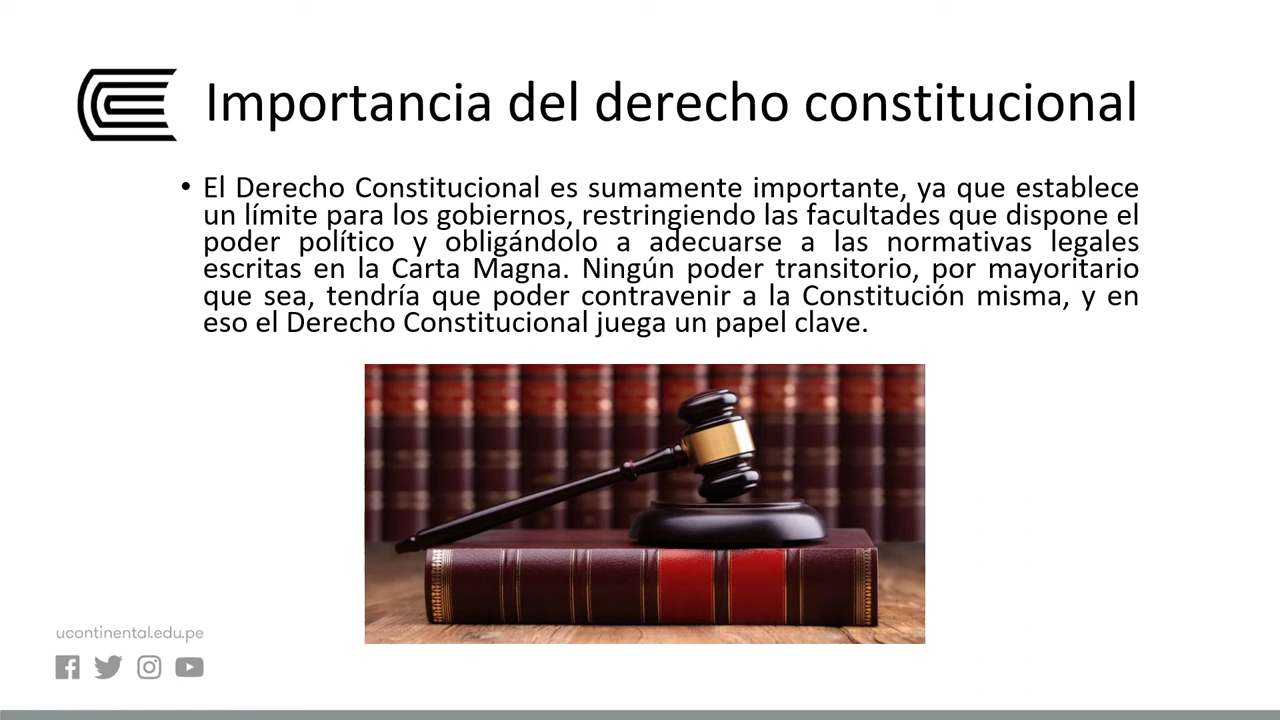 Importancia del derecho constitucional
• El Derecho Constitucional es sumamente importante, ya que establece
un límite para los gobiernos, restringiendo las facultades que dispone el
poder político y obligándolo a adecuarse a las normativas legales
escritas en la Carta Magna. Ningún poder transitorio, por mayoritario
que sea, tendría que poder contravenir a la Constitución misma, y en
eso el Derecho Constitucional juega un papel clave.
ucontinental.edu.pe